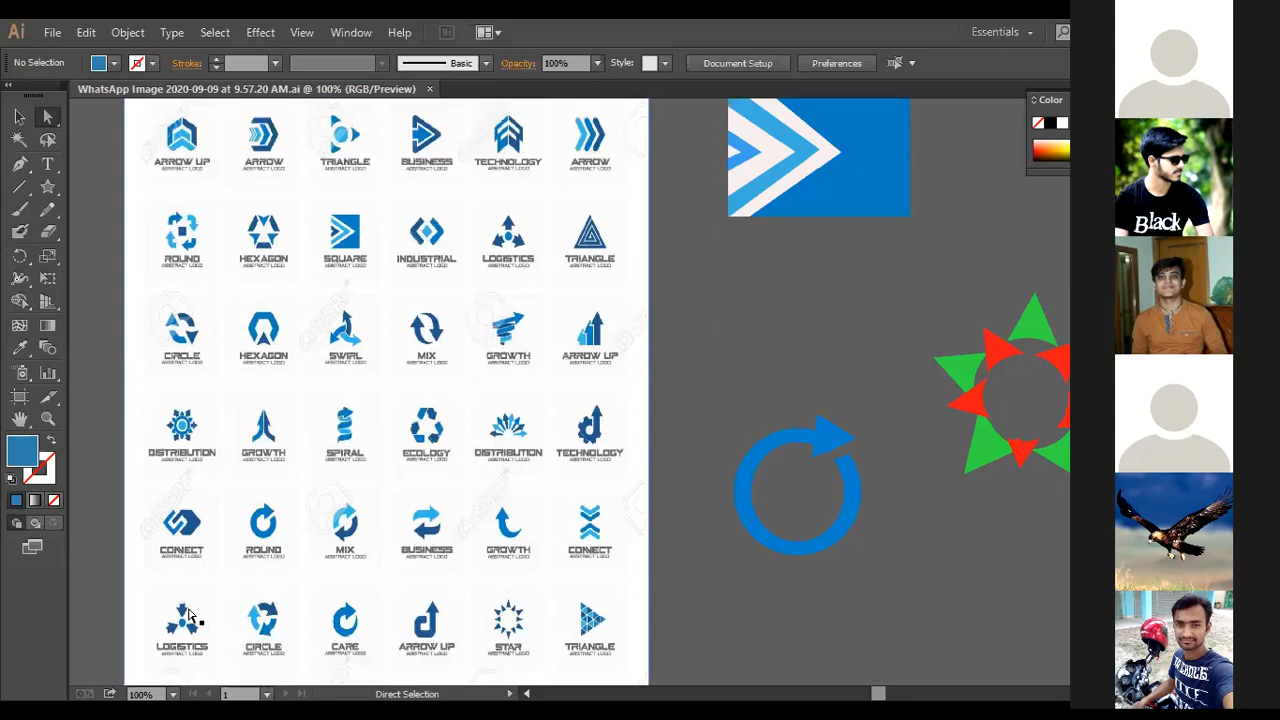 Ai File Edit Object Type Select Effect View Window Help Br Essentials
No Selection Stroke: Basic Opacity: 100% Style: Document Setup Preferences
WhatsApp Image 2020-09-09 at 9.57.20 AM.ai @ 100% (RGB/Preview) ×
Color
ARROW UP ARROW TRIANGLE BUSINESS TECHNOLOGY ARROW
ABSTRACT LOGO ABSTRACT LOGO ABSTRACT LOGO ABSTRACT LOGO ABSTRACT LOGO ABSTRACT LOGO
ROUND HEXAGON SQUARE INDUSTRIAL LOGISTICS TRIANGLE
ABSTRACT LOGO ABSTRACT LOGO ABSTRACT LOGO ABSTRACT LOGO ABSTRACT LOGO ABSTRACT LOGO
CIRCLE HEXAGON SWIRL MIX GROWTH ARROW UP
ABSTRACT LOGO ABSTRACT LOGO ABSTRACT LOGO ABSTRACT LOGO ABSTRACT LOGO ABSTRACT LOGO
DISTRIBUTION GROWTH SPIRAL ECOLOGY DISTRIBUTION TECHNOLOGY
ABSTRACT LOGO ABSTRACT LOGO ABSTRACT LOGO ABSTRACT LOGO ABSTRACT LOGO ABSTRACT LOGO
CONNECT ROUND MIX BUSINESS GROWTH CONNECT
ABSTRACT LOGO ABSTRACT LOGO ABSTRACT LOGO ABSTRACT LOGO ABSTRACT LOGO ABSTRACT LOGO
LOGISTICS CIRCLE CARE ARROW UP STAR TRIANGLE
ABSTRACT LOGO ABSTRACT LOGO ABSTRACT LOGO ABSTRACT LOGO ABSTRACT LOGO ABSTRACT LOGO
100% 1 Direct Selection
Black